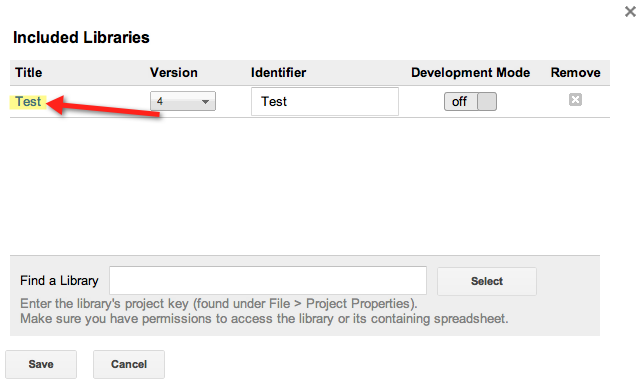 Included Libraries
Title Version Identifier Development Mode Remove
Test 4 Test off
Find a Library Select
Enter the library's project key (found under File > Project Properties).
Make sure you have permissions to access the library or its containing spreadsheet.
Save Cancel